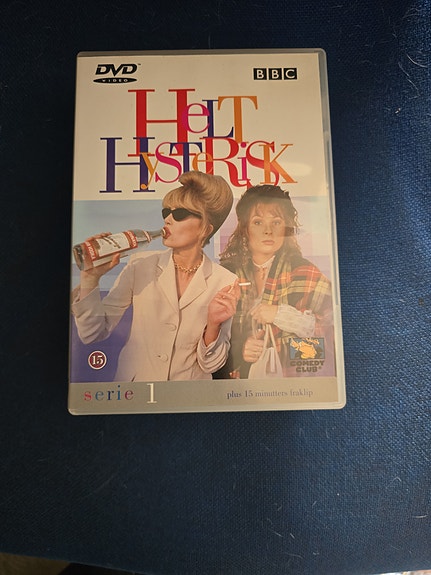 DVD
VIDEO
BBC
HELT
HYSTERISK
15
COMEDY
CLUB
serie 1
plus 15 minutters fraklip